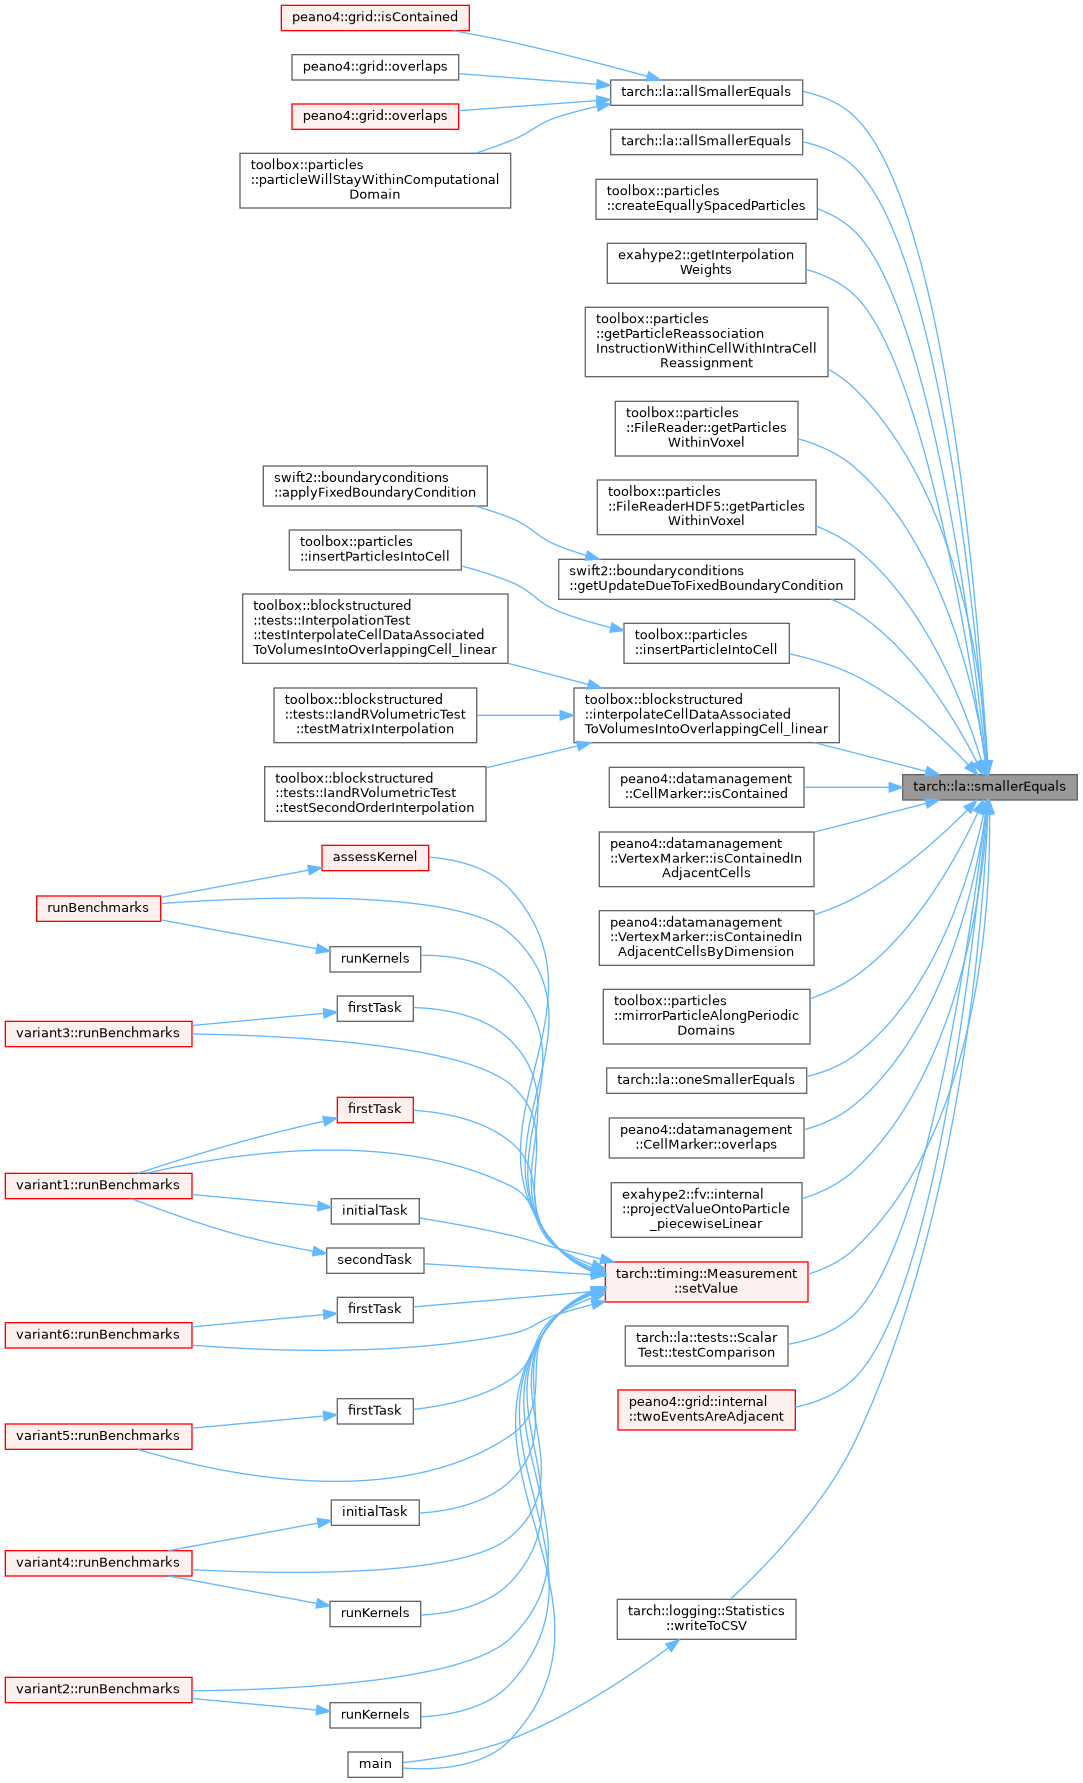 peano4::grid::isContained
peano4::grid::overlaps
tarch::la::allSmallerEquals
peano4::grid::overlaps
tarch::la::allSmallerEquals
toolbox::particles
::particleWillStayWithinComputational
Domain
toolbox::particles
::createEquallySpacedParticles
exahype2::getInterpolation
Weights
toolbox::particles
::getParticleReassociation
InstructionWithinCellWithIntraCell
Reassignment
toolbox::particles
::FileReader::getParticles
WithinVoxel
swift2::boundaryconditions
::applyFixedBoundaryCondition
toolbox::particles
::FileReaderHDF5::getParticles
WithinVoxel
toolbox::particles
::insertParticlesIntoCell
swift2::boundaryconditions
::getUpdateDueToFixedBoundaryCondition
toolbox::blockstructured
::tests::InterpolationTest
::testInterpolateCellDataAssociated
ToVolumesIntoOverlappingCell_linear
toolbox::particles
::insertParticleIntoCell
toolbox::blockstructured
::tests::IandRVolumetricTest
::testMatrixInterpolation
toolbox::blockstructured
::interpolateCellDataAssociated
ToVolumesIntoOverlappingCell_linear
toolbox::blockstructured
::tests::IandRVolumetricTest
::testSecondOrderInterpolation
peano4::datamanagement
::CellMarker::isContained
tarch::la::smallerEquals
peano4::datamanagement
::VertexMarker::isContainedIn
AdjacentCells
assessKernel
runBenchmarks
peano4::datamanagement
::VertexMarker::isContainedIn
AdjacentCellsByDimension
runKernels
firstTask
toolbox::particles
::mirrorParticleAlongPeriodic
Domains
variant3::runBenchmarks
tarch::la::oneSmallerEquals
firstTask
peano4::datamanagement
::CellMarker::overlaps
variant1::runBenchmarks
initialTask
exahype2::fv::internal
::projectValueOntoParticle
_piecewiseLinear
secondTask
tarch::timing::Measurement
::setValue
firstTask
variant6::runBenchmarks
tarch::la::tests::Scalar
Test::testComparison
firstTask
peano4::grid::internal
::twoEventsAreAdjacent
variant5::runBenchmarks
initialTask
variant4::runBenchmarks
runKernels
tarch::logging::Statistics
::writeToCSV
variant2::runBenchmarks
runKernels
main